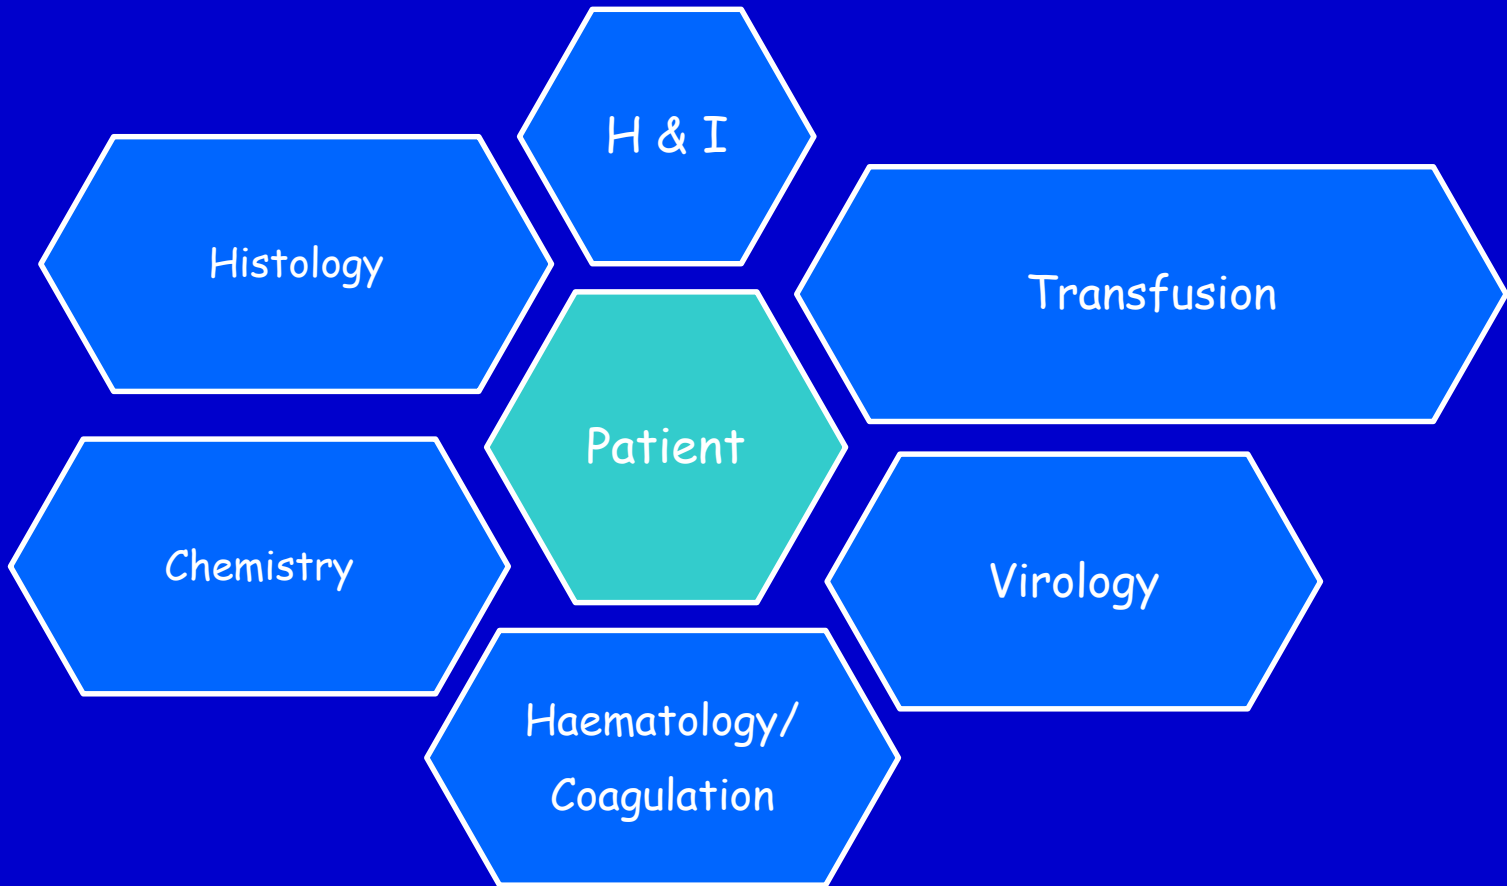 H & I
Histology
Transfusion
Patient
Chemistry
Virology
Haematology/
Coagulation